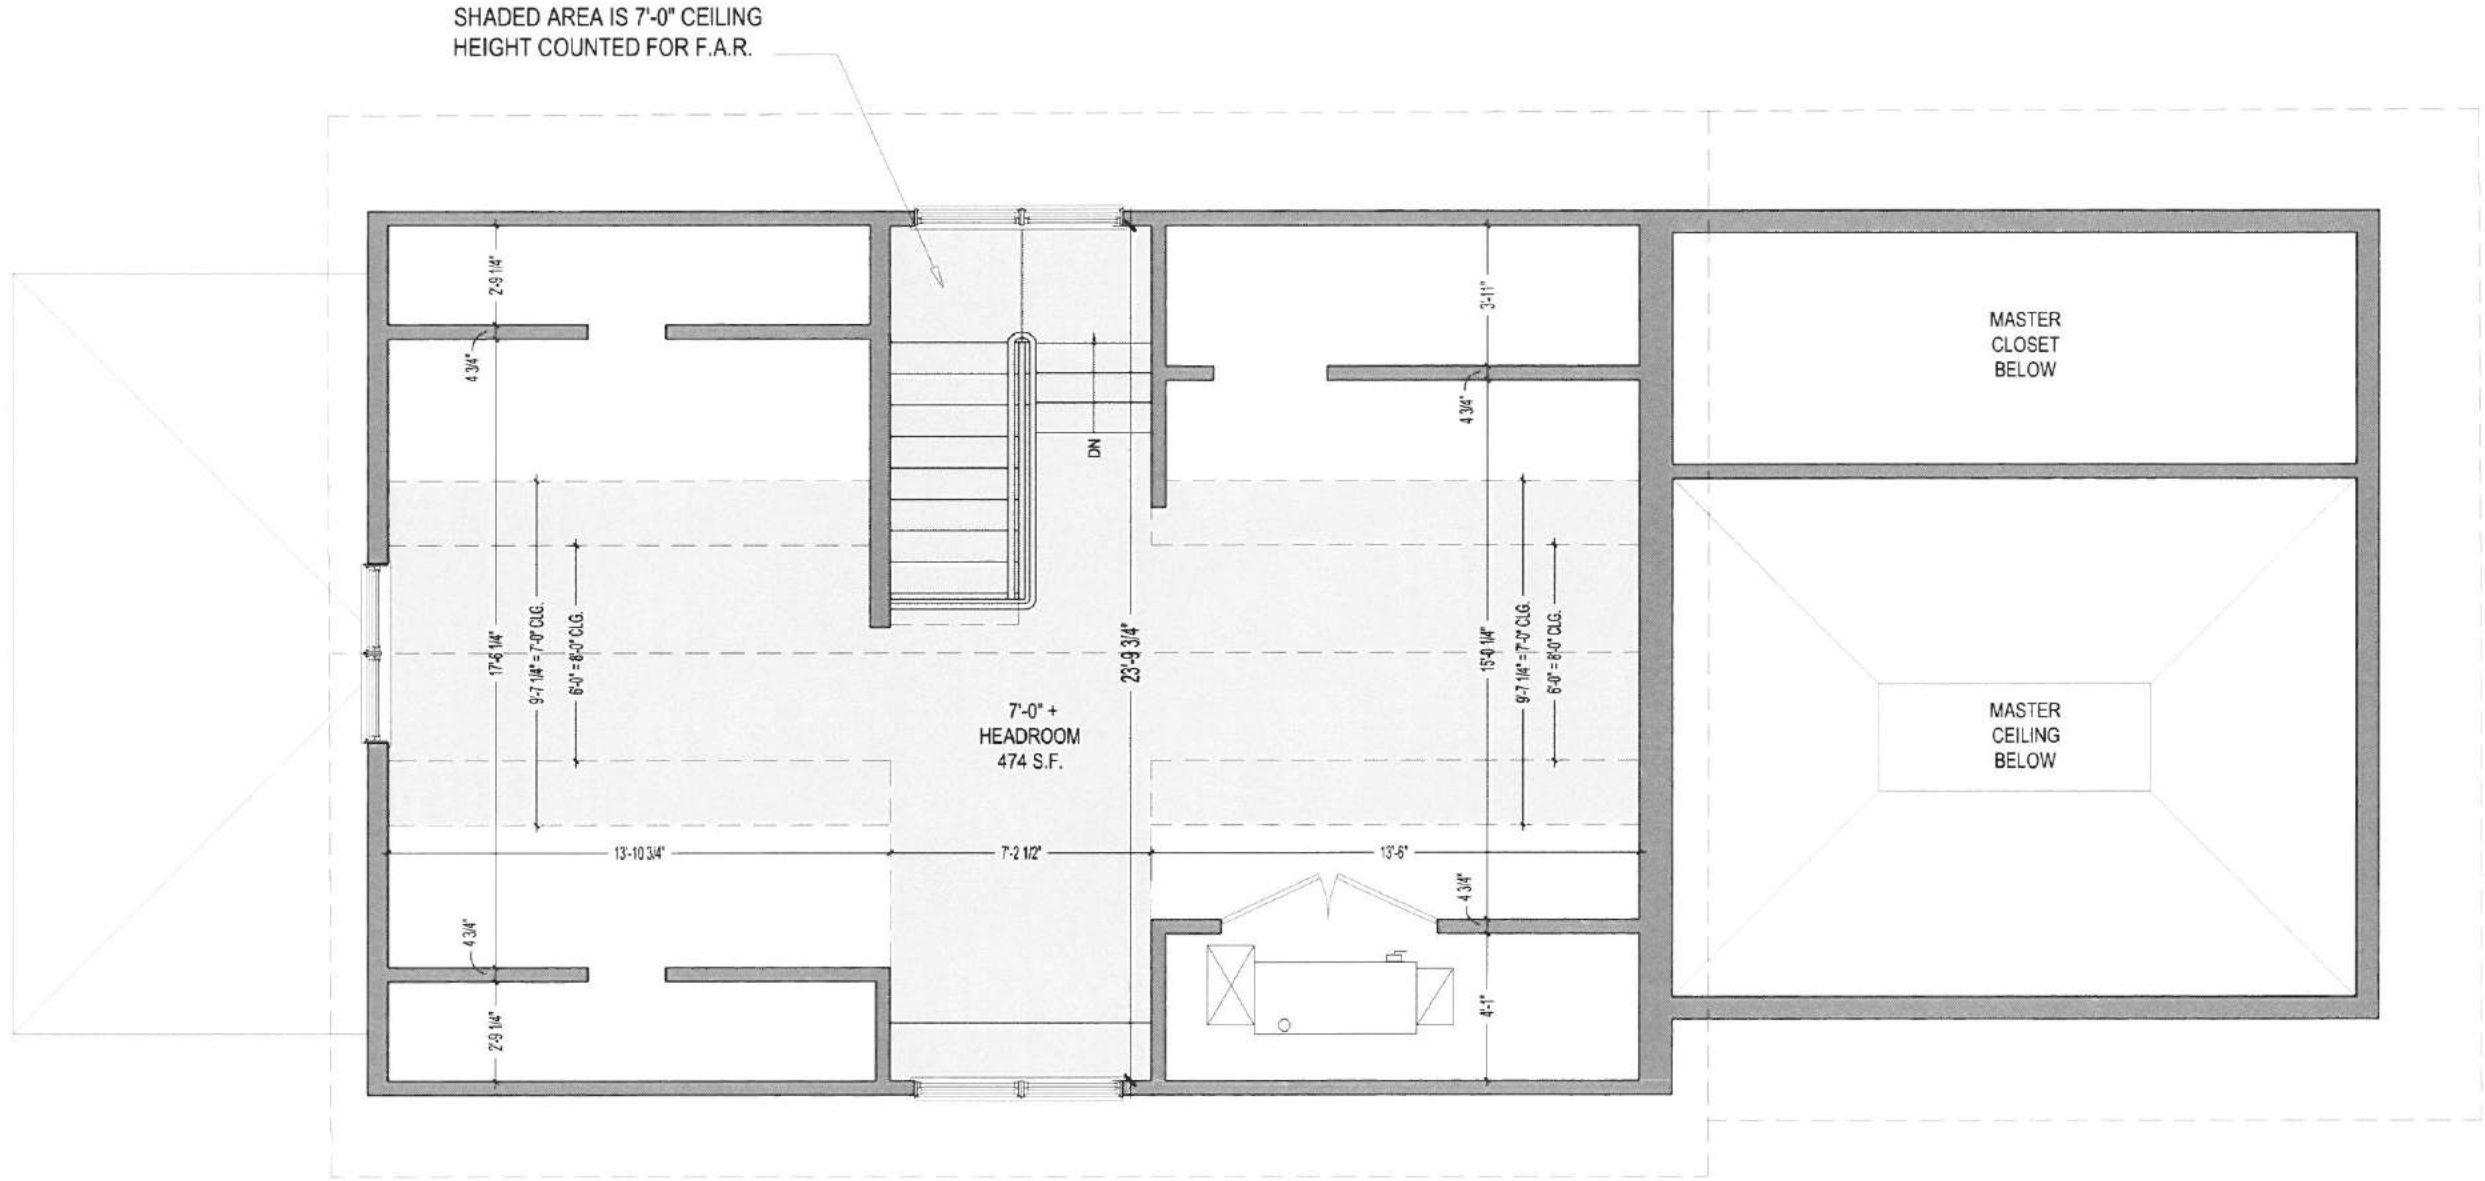 SHADED AREA IS 7'-0" CEILING
HEIGHT COUNTED FOR F.A.R.
2'-9 1/4"
4 3/4"
17'-6 1/4"
9'-7 1/4" = 7'-0" CLG.
6'-0" = 8'-0" CLG.
4 3/4"
2'-9 1/4"
13'-10 3/4"
DN
23'-9 3/4"
7'-0" +
HEADROOM
474 S.F.
7'-2 1/2"
3'-11"
4 3/4"
15'-0 1/4"
9'-7 1/4" = 7'-0" CLG.
6'-0" = 8'-0" CLG.
13'-6"
4 3/4"
4'-1"
MASTER
CLOSET
BELOW
MASTER
CEILING
BELOW